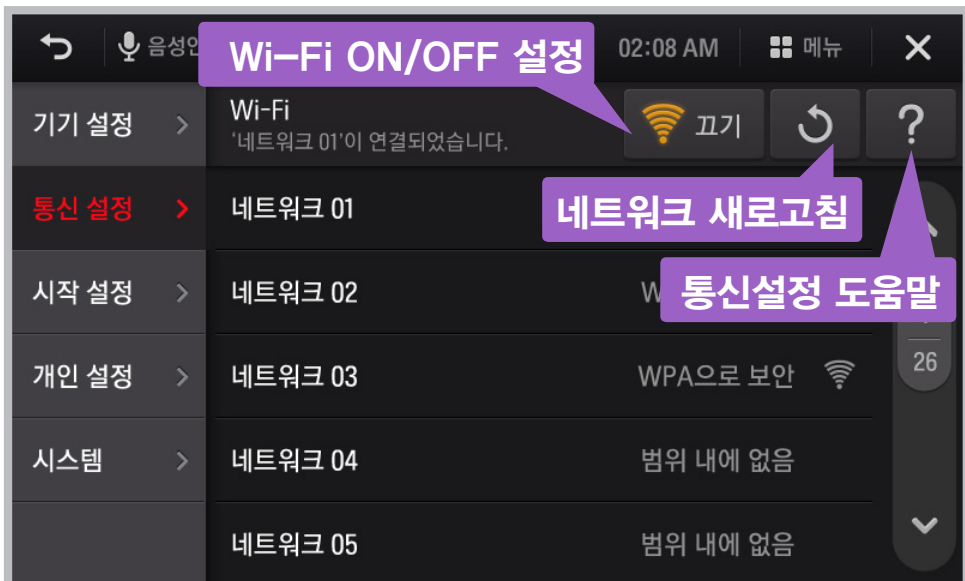 음성안
Wi-Fi ON/OFF 설정
02:08 AM
메뉴
기기 설정
Wi-Fi
'네트워크 01'이 연결되었습니다.
끄기
통신 설정
네트워크 01
네트워크 새로고침
시작 설정
네트워크 02
통신설정 도움말
개인 설정
네트워크 03
WPA으로 보안
26
시스템
네트워크 04
범위 내에 없음
네트워크 05
범위 내에 없음